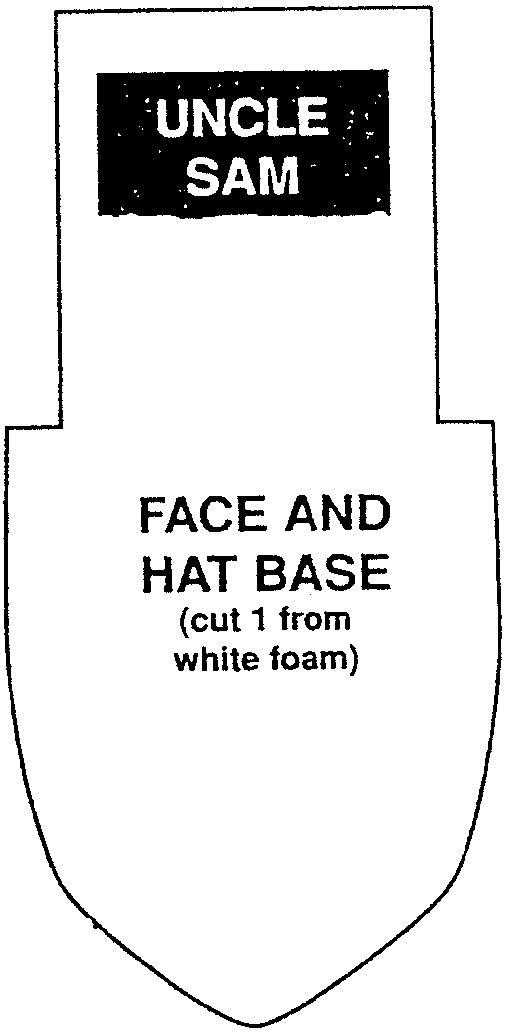 UNCLE
SAM
FACE AND
HAT BASE
(cut 1 from
white foam)